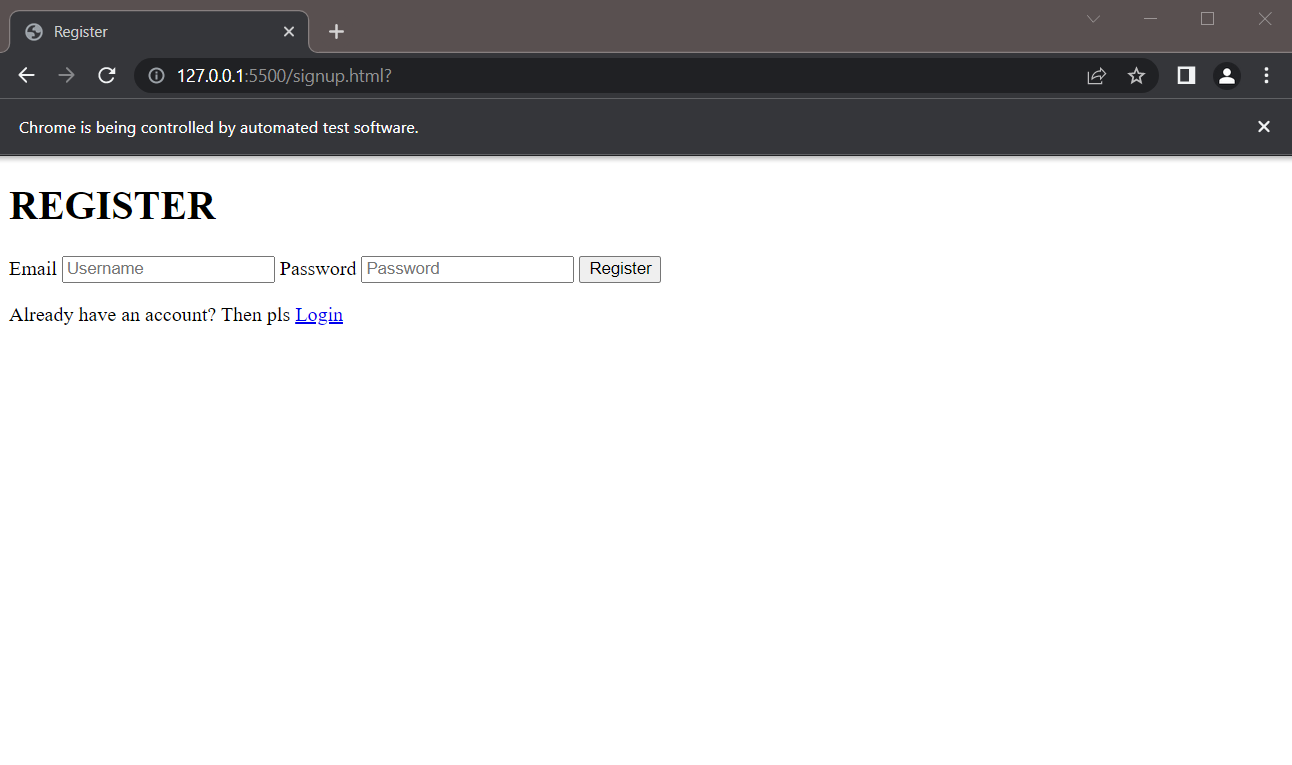 Register
127.0.0.1:5500/signup.html?
Chrome is being controlled by automated test software.
REGISTER
Email Username Password Password Register
Already have an account? Then pls Login